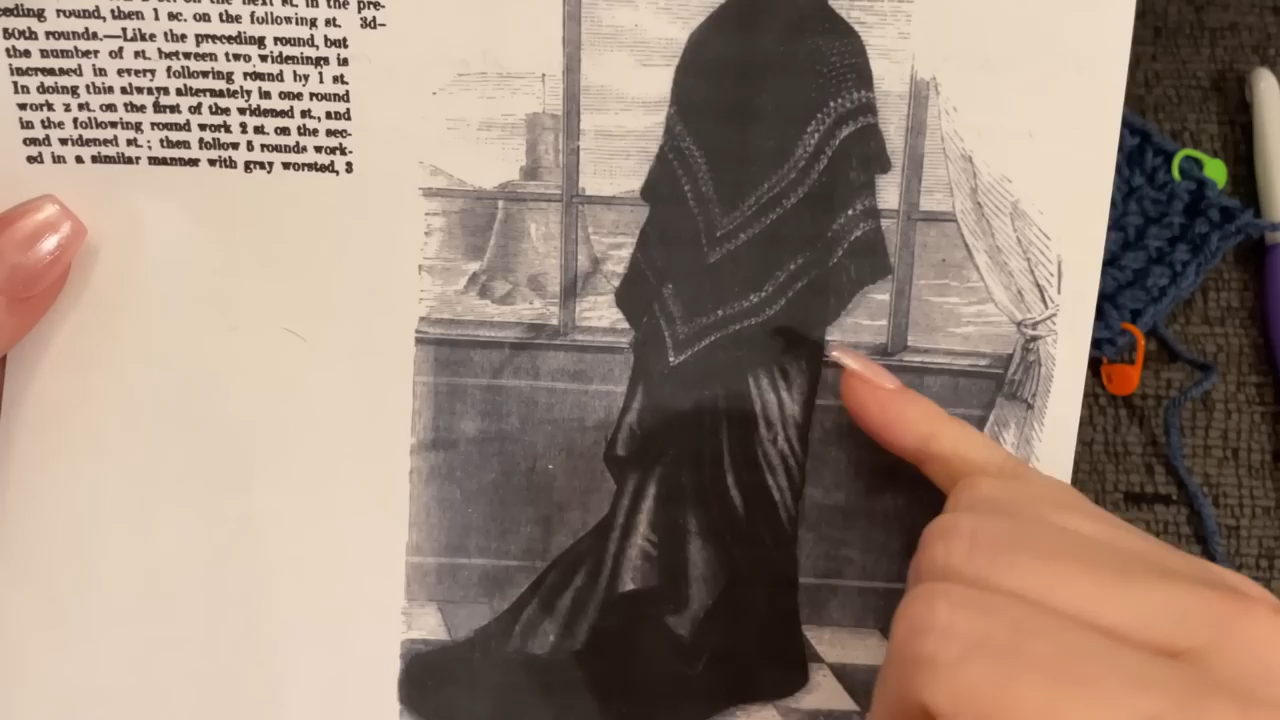 st. in the pre-
ceding round, then 1 sc. on the following st. 3d–
50th rounds.—Like the preceding round, but
the number of st. between two widenings is
increased in every following round by 1 st.
In doing this always alternately in one round
work 2 st. on the first of the widened st., and
in the following round work 2 st. on the sec-
ond widened st.; then follow 5 rounds work-
ed in a similar manner with gray worsted, 3